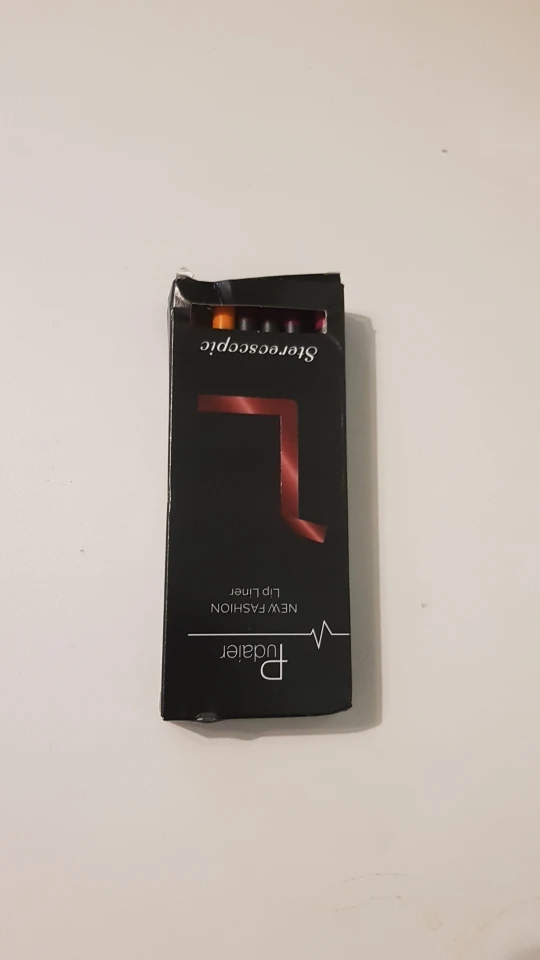 Pudaier
NEW FASHION
Lip Liner
Stereoscopic